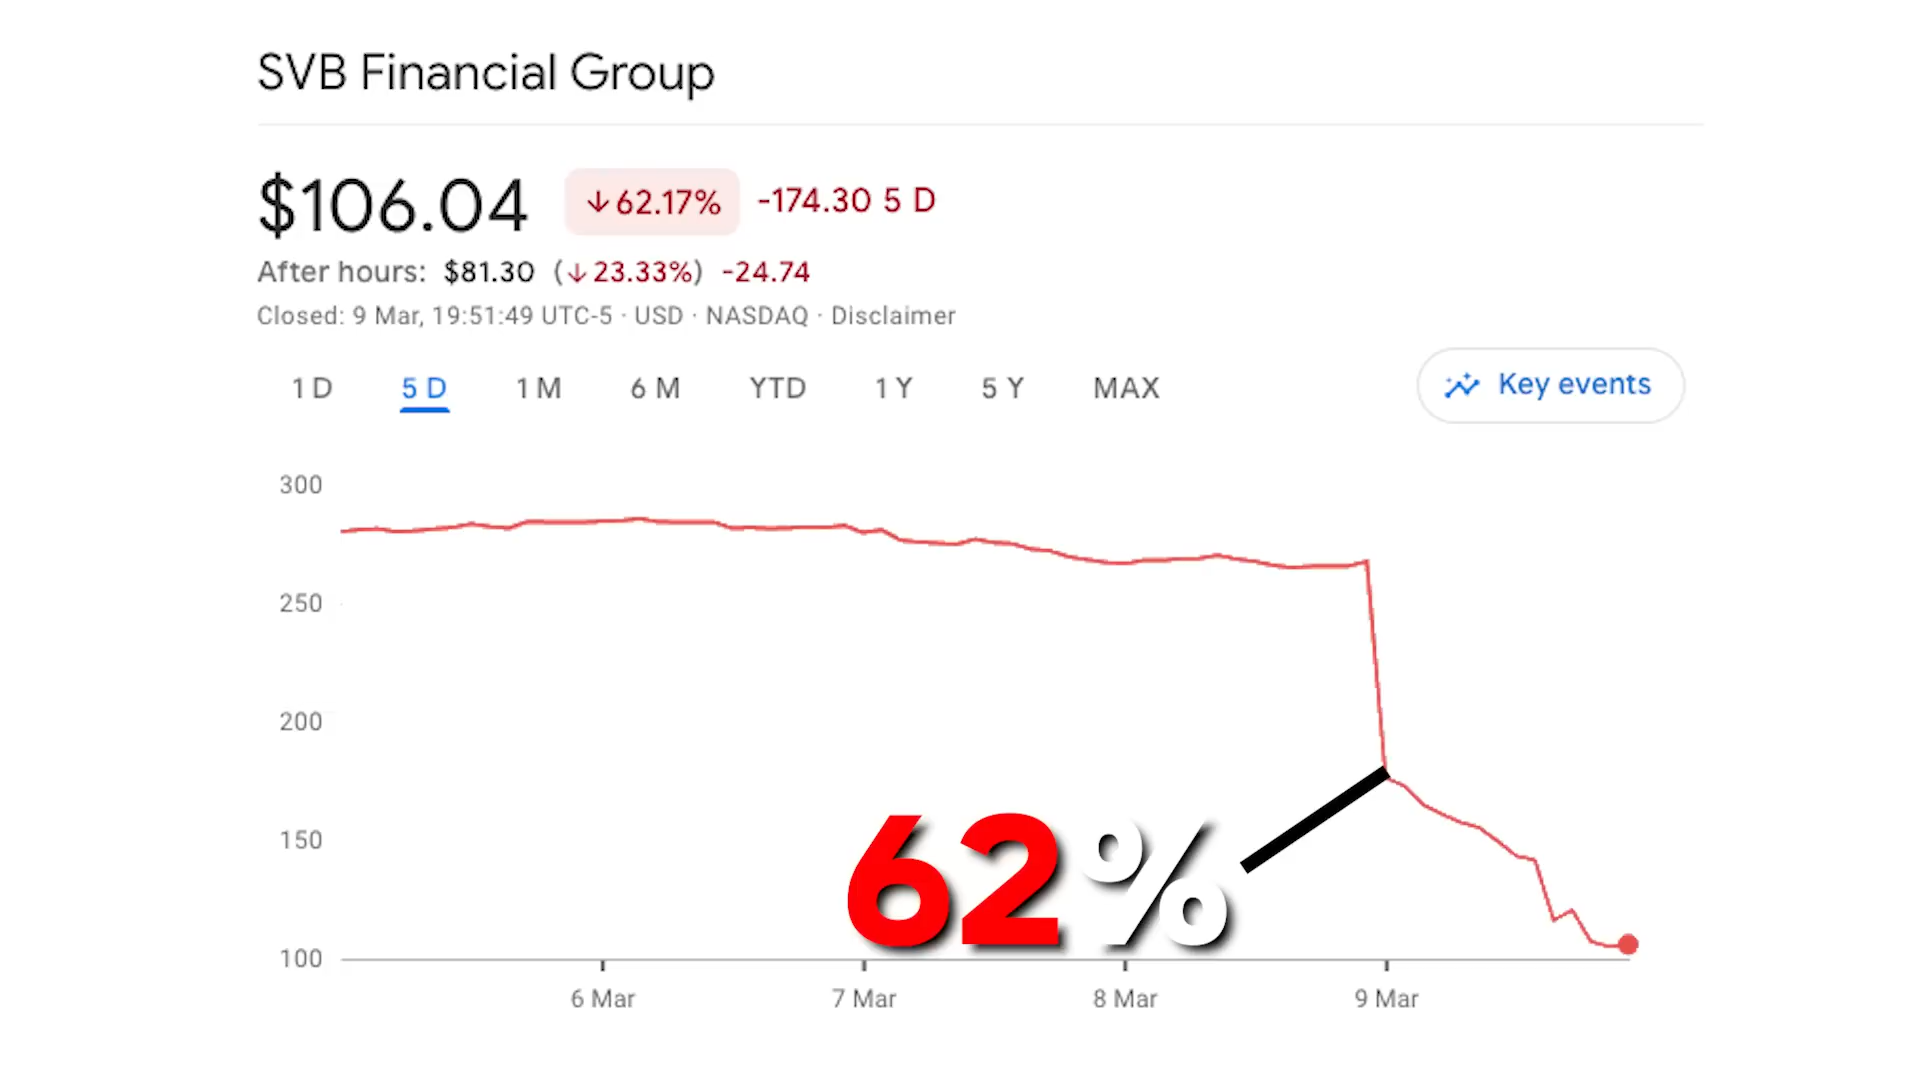 SVB Financial Group
$106.04 ↓62.17% -174.30 5 D
After hours: $81.30 (↓23.33%) -24.74
Closed: 9 Mar, 19:51:49 UTC-5 · USD · NASDAQ · Disclaimer
1 D 5 D 1 M 6 M YTD 1 Y 5 Y MAX Key events
300
250
200
150
62%
100
6 Mar 7 Mar 8 Mar 9 Mar